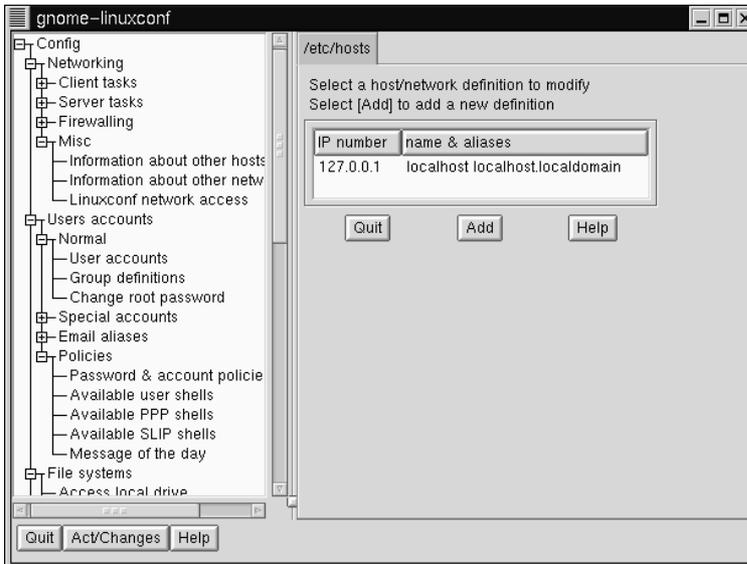 gnome-linuxconf
Config
Networking
Client tasks
Server tasks
Firewalling
Misc
Information about other hosts
Information about other netw
Linuxconf network access
Users accounts
Normal
User accounts
Group definitions
Change root password
Special accounts
Email aliases
Policies
Password & account policie
Available user shells
Available PPP shells
Available SLIP shells
Message of the day
File systems
Access local drive
Quit Act/Changes Help
/etc/hosts
Select a host/network definition to modify
Select [Add] to add a new definition
IP number name & aliases
127.0.0.1 localhost localhost.localdomain
Quit Add Help